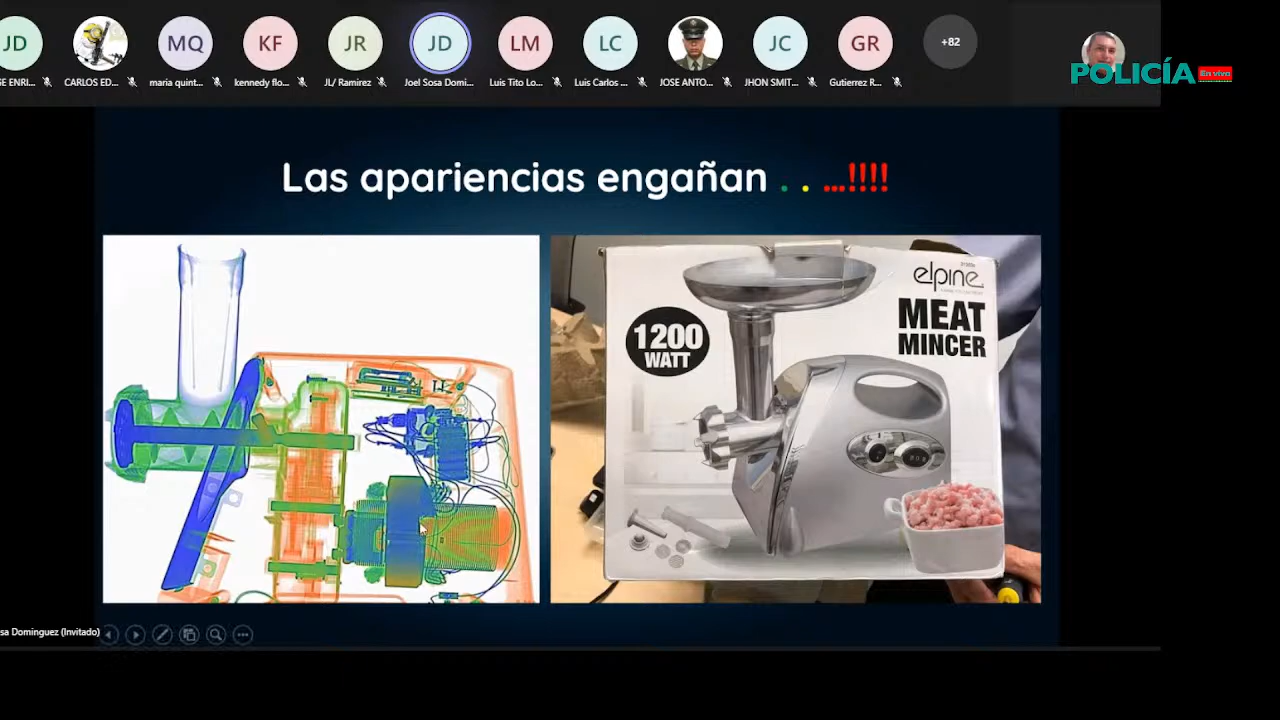 JD
MQ
KF
JR
JD
LM
LC
JC
GR
+82
SE ENRI...
CARLOS ED...
maria quint...
kennedy flo...
JL/ Ramirez
Joel Sosa Domi...
Luis Tito Lo...
Luis Carlos ...
JOSE ANTO...
JHON SMIT...
Gutierrez R...
POLICÍA
En vivo
Las apariencias engañan . . ...!!!!
elpine
MEAT
MINCER
1200
WATT
sa Dominguez (Invitado)